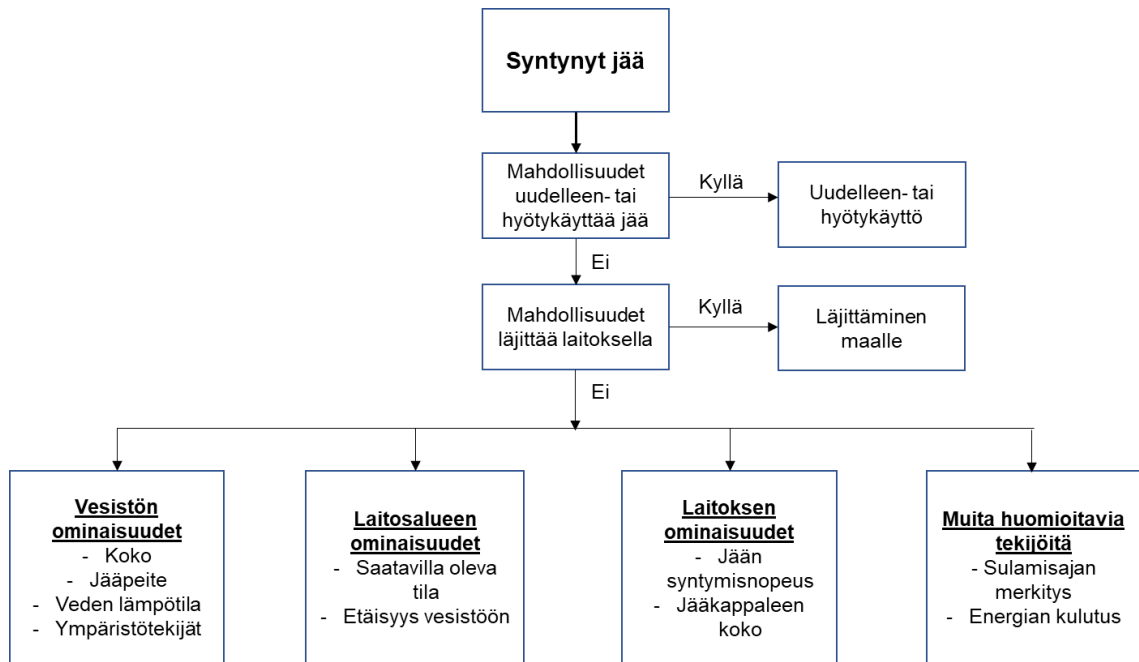 Syntynyt jää
Mahdollisuudet
uudelleen- tai
hyötykäyttää jää
Kyllä
Uudelleen- tai
hyötykäyttö
Ei
Mahdollisuudet
läjittää laitoksella
Kyllä
Läjittäminen
maalle
Ei
Vesistön
ominaisuudet
- Koko
- Jääpeite
- Veden lämpötila
- Ympäristötekijät
Laitosalueen
ominaisuudet
- Saatavilla oleva
tila
- Etäisyys vesistöön
Laitoksen
ominaisuudet
- Jään
syntymisnopeus
- Jääkappaleen
koko
Muita huomioitavia
tekijöitä
- Sulamisajan
merkitys
- Energian kulutus